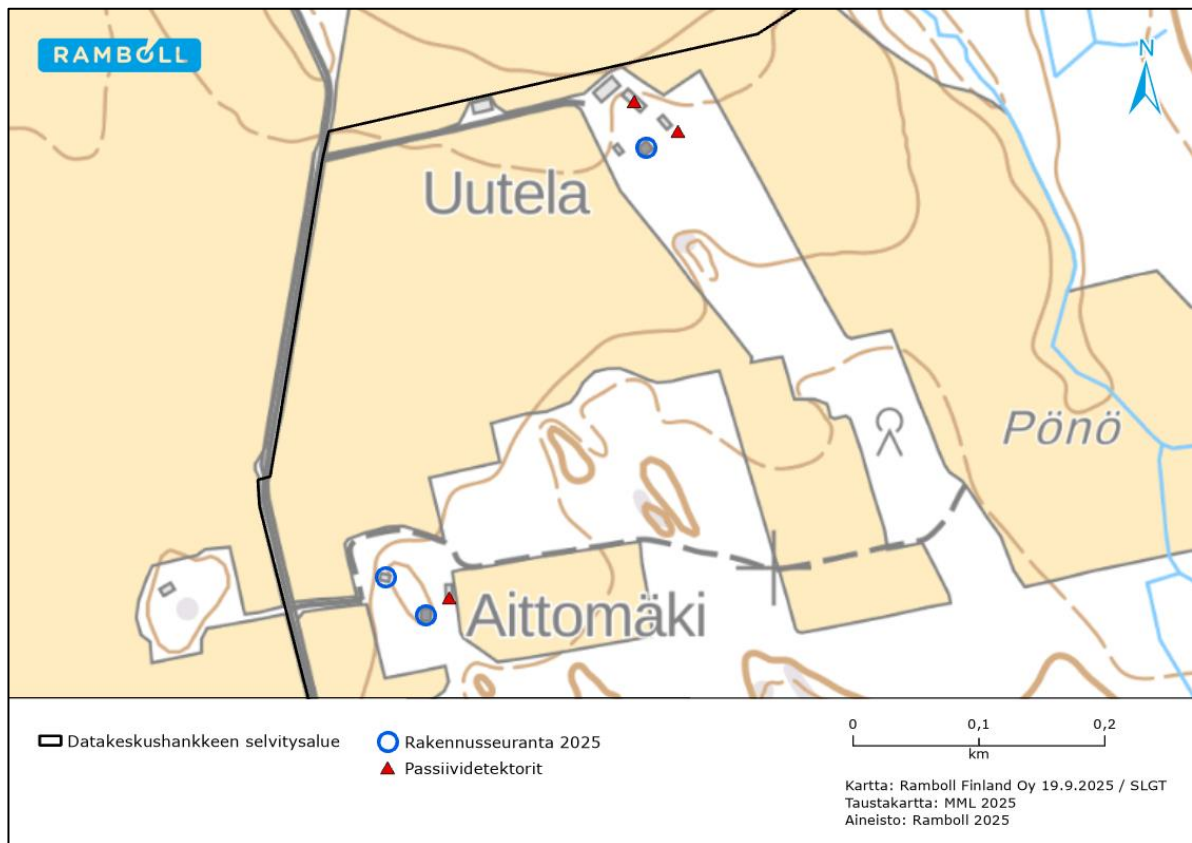 RAMBOLL
N
Uutela
Pönö
Aittomäki
Datakeskushankkeen selvitysalue
Rakennusseuranta 2025
Passiividetektorit
0 0,1 0,2
km
Kartta: Ramboll Finland Oy 19.9.2025 / SLGT
Taustakartta: MML 2025
Aineisto: Ramboll 2025